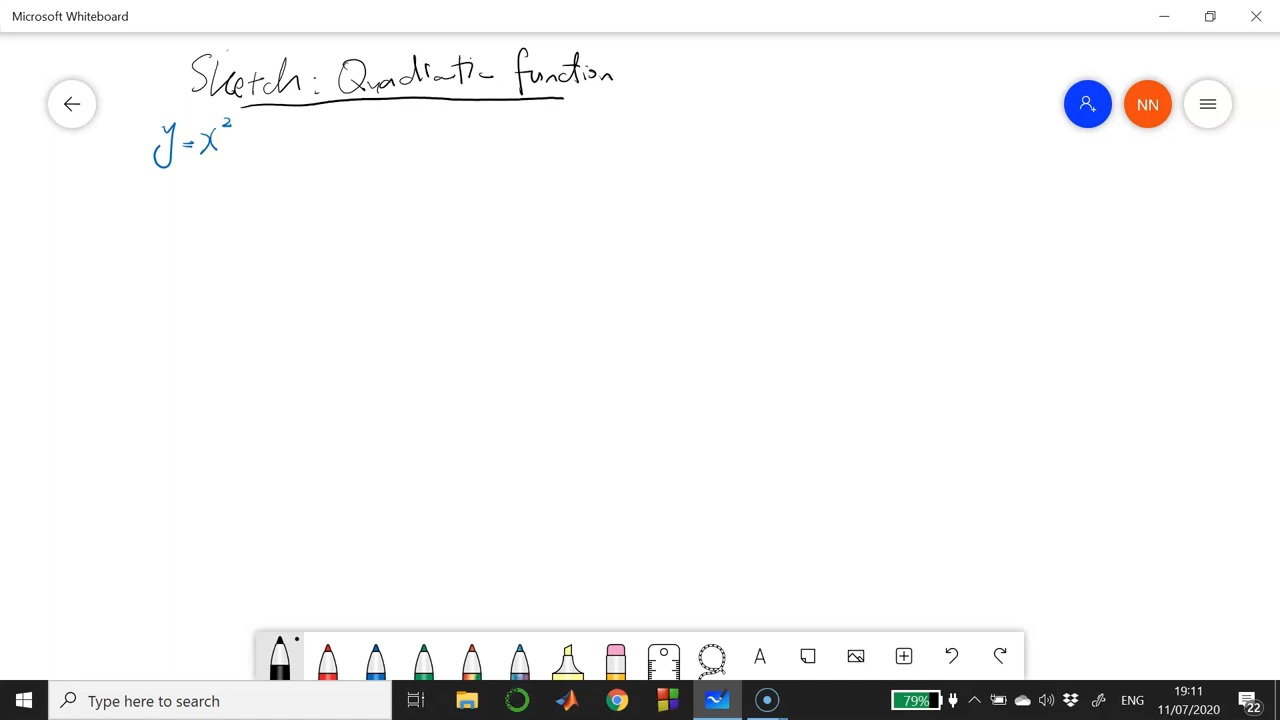 Microsoft Whiteboard
Sketch: Quadratic function
y = x²
NN
A
Type here to search
79%
ENG
19:11
11/07/2020
22